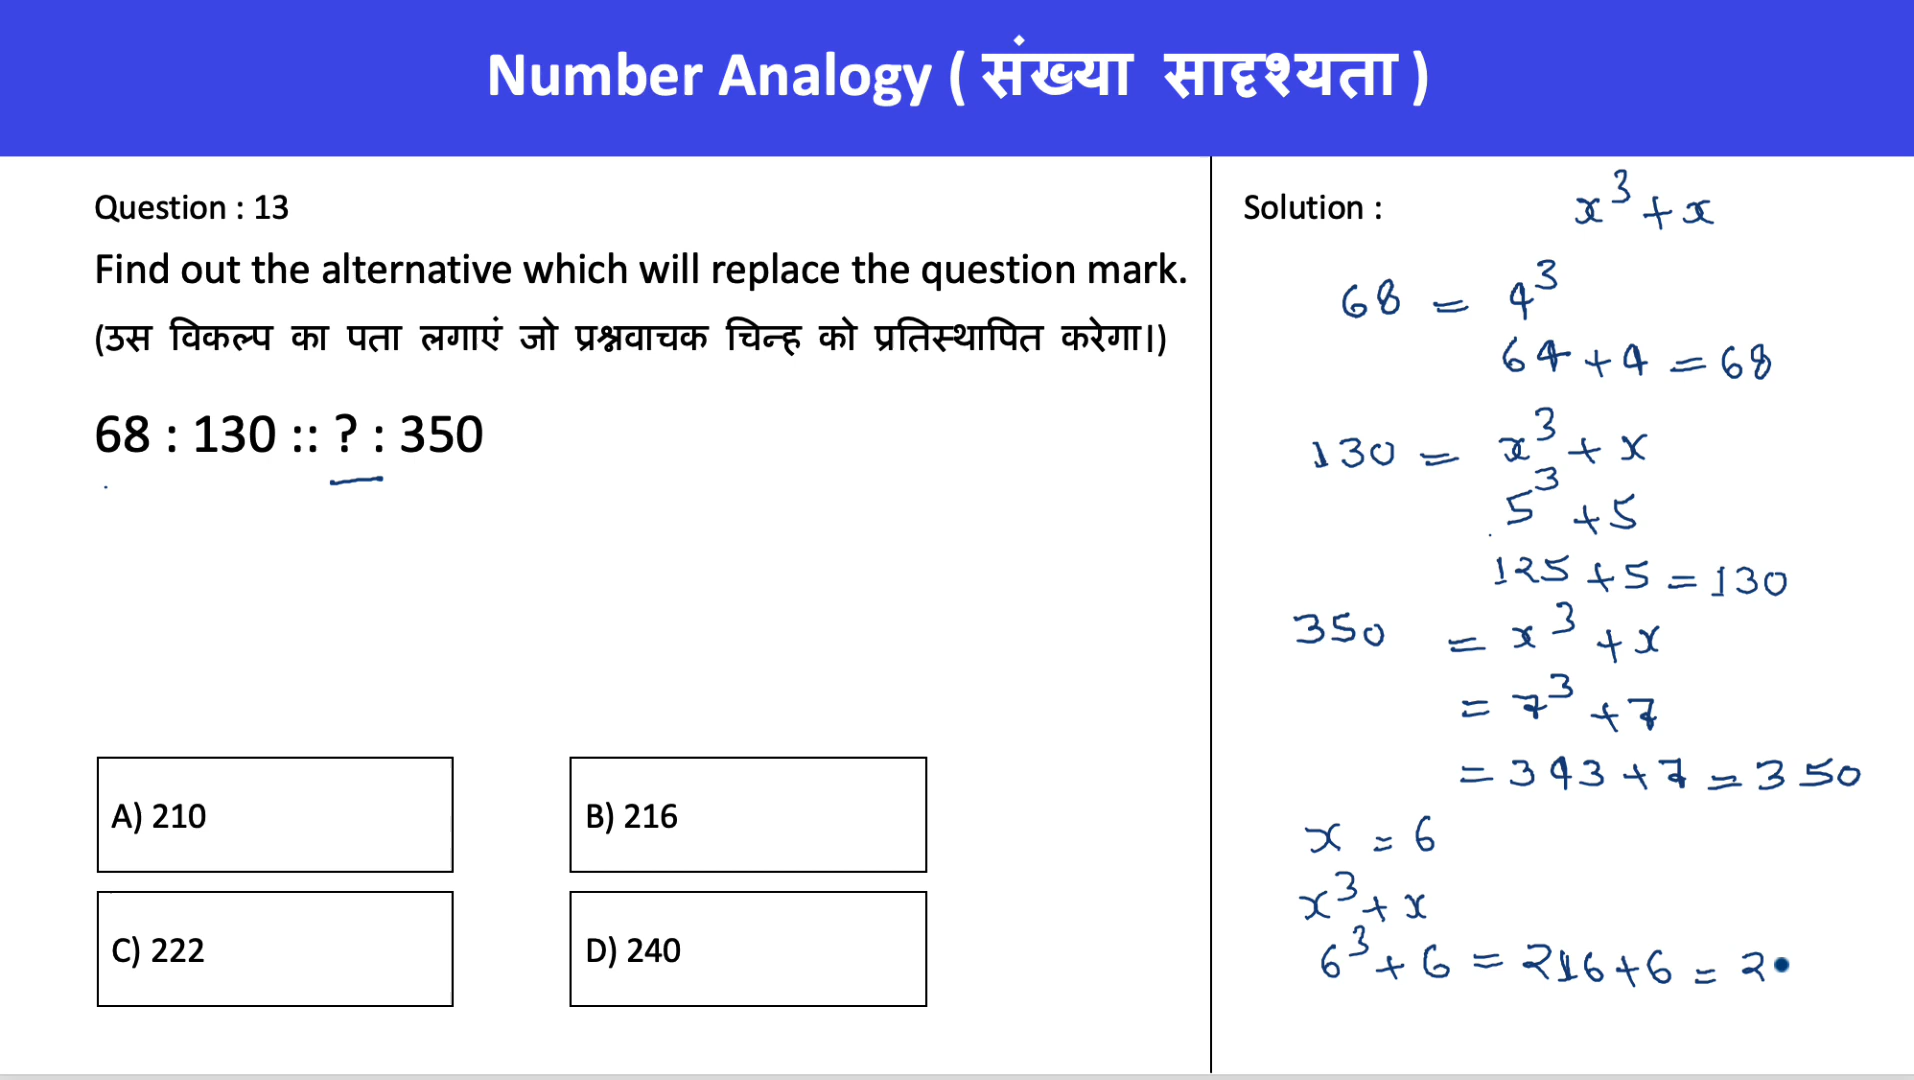 Number Analogy ( संख्या सादृश्यता )
Question : 13
Find out the alternative which will replace the question mark.
(उस विकल्प का पता लगाएं जो प्रश्नवाचक चिन्ह को प्रतिस्थापित करेगा।)
68 : 130 :: ? : 350
A) 210
B) 216
C) 222
D) 240
Solution :
x³ + x
68 = 4³
64 + 4 = 68
130 = x³ + x
5³ + 5
125 + 5 = 130
350 = x³ + x
= 7³ + 7
= 343 + 7 = 350
x = 6
x³ + x
6³ + 6 = 216 + 6 = 2